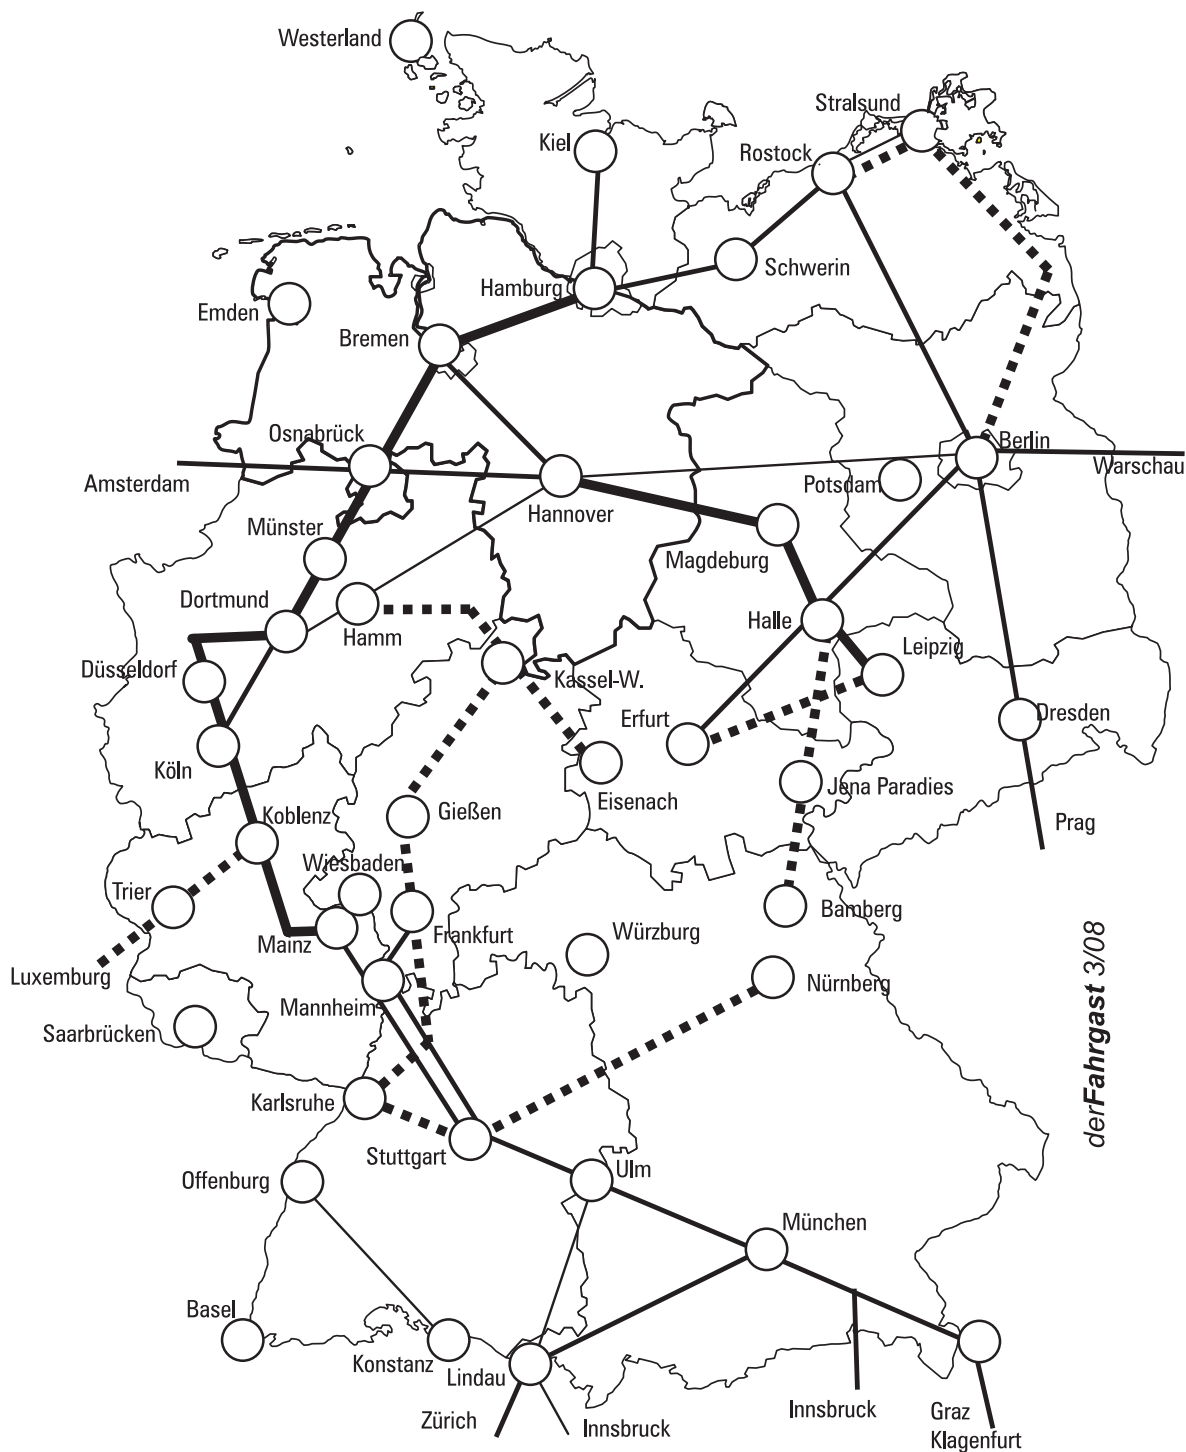 Westerland
Stralsund
Kiel
Rostock
Schwerin
Hamburg
Emden
Bremen
Osnabrück
Berlin
Amsterdam
Warschau
Potsdam
Hannover
Münster
Magdeburg
Dortmund
Halle
Hamm
Leipzig
Düsseldorf
Kassel-W.
Erfurt
Dresden
Köln
Eisenach
Jena Paradies
Koblenz
Gießen
Prag
Wiesbaden
Trier
Bamberg
Mainz
Frankfurt
Würzburg
Luxemburg
Nürnberg
Mannheim
Saarbrücken
Karlsruhe
derFahrgast 3/08
Stuttgart
Ulm
Offenburg
München
Basel
Konstanz
Lindau
Zürich
Innsbruck
Innsbruck
Graz
Klagenfurt